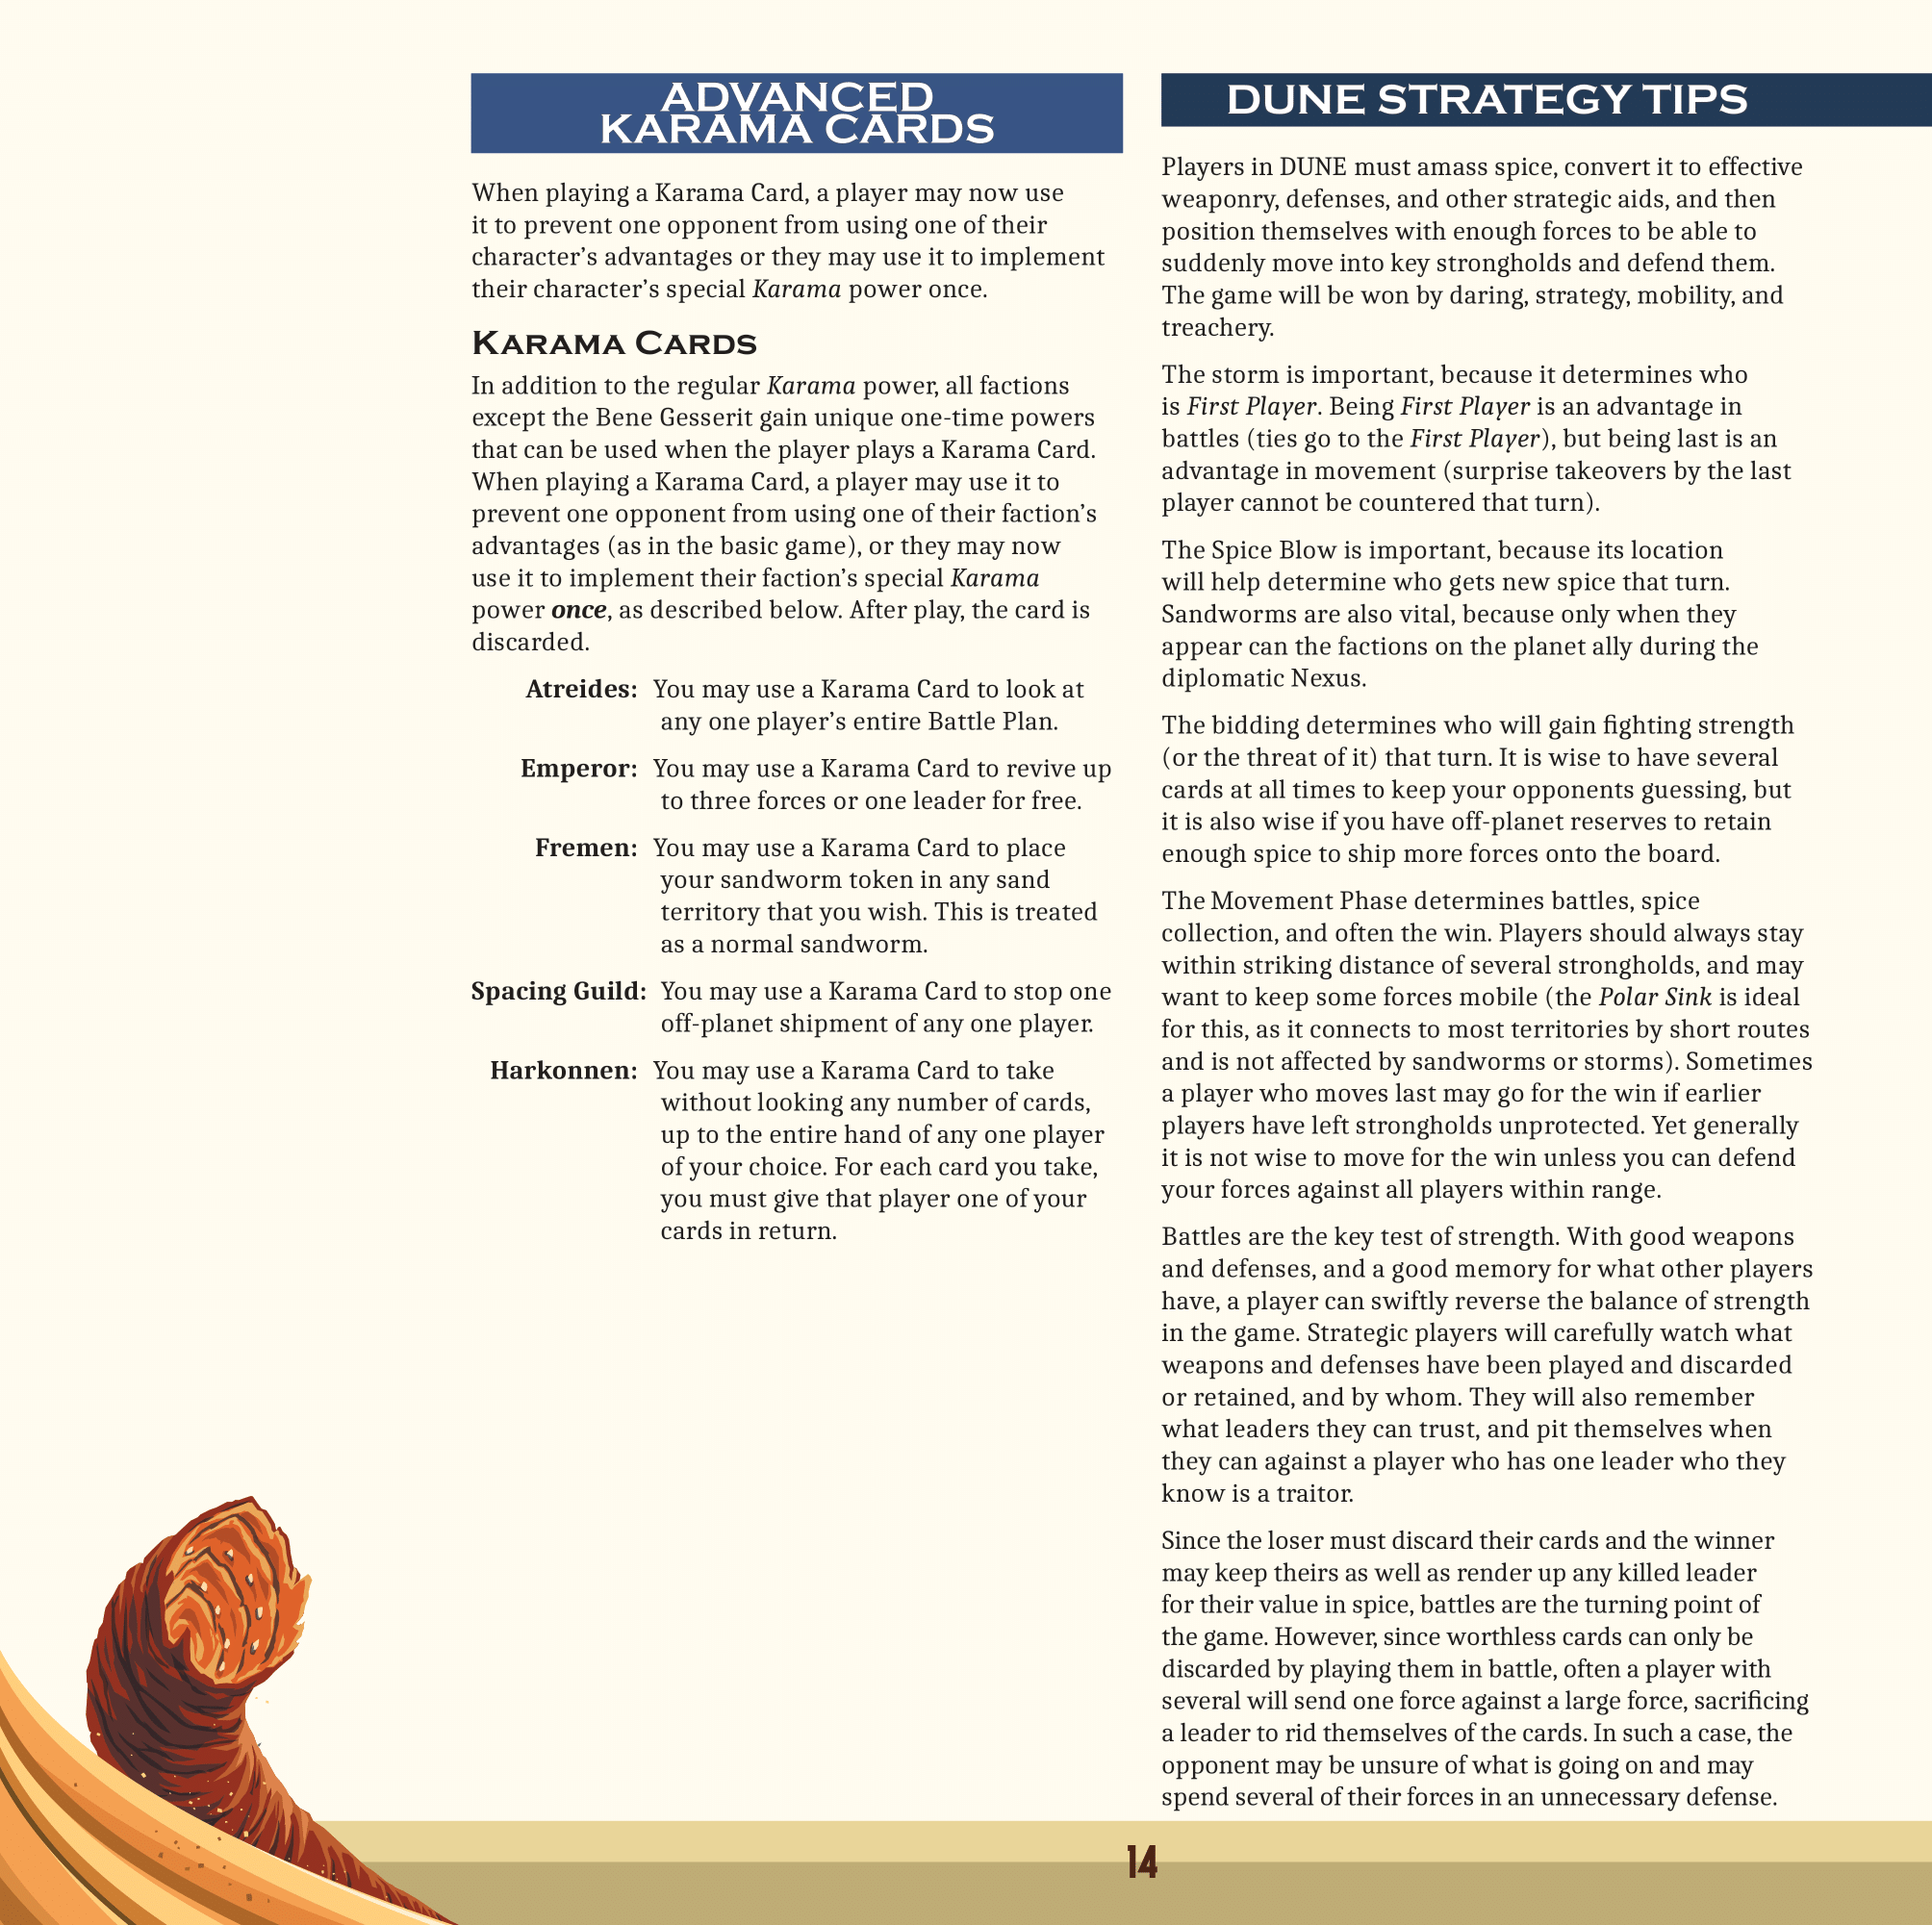 ADVANCED
KARAMA CARDS
When playing a Karama Card, a player may now use
it to prevent one opponent from using one of their
character’s advantages or they may use it to implement
their character’s special Karama power once.
Karama Cards
In addition to the regular Karama power, all factions
except the Bene Gesserit gain unique one-time powers
that can be used when the player plays a Karama Card.
When playing a Karama Card, a player may use it to
prevent one opponent from using one of their faction’s
advantages (as in the basic game), or they may now
use it to implement their faction’s special Karama
power once, as described below. After play, the card is
discarded.
Atreides: You may use a Karama Card to look at
any one player’s entire Battle Plan.
Emperor: You may use a Karama Card to revive up
to three forces or one leader for free.
Fremen: You may use a Karama Card to place
your sandworm token in any sand
territory that you wish. This is treated
as a normal sandworm.
Spacing Guild: You may use a Karama Card to stop one
off-planet shipment of any one player.
Harkonnen: You may use a Karama Card to take
without looking any number of cards,
up to the entire hand of any one player
of your choice. For each card you take,
you must give that player one of your
cards in return.
DUNE STRATEGY TIPS
Players in DUNE must amass spice, convert it to effective
weaponry, defenses, and other strategic aids, and then
position themselves with enough forces to be able to
suddenly move into key strongholds and defend them.
The game will be won by daring, strategy, mobility, and
treachery.
The storm is important, because it determines who
is First Player. Being First Player is an advantage in
battles (ties go to the First Player), but being last is an
advantage in movement (surprise takeovers by the last
player cannot be countered that turn).
The Spice Blow is important, because its location
will help determine who gets new spice that turn.
Sandworms are also vital, because only when they
appear can the factions on the planet ally during the
diplomatic Nexus.
The bidding determines who will gain fighting strength
(or the threat of it) that turn. It is wise to have several
cards at all times to keep your opponents guessing, but
it is also wise if you have off-planet reserves to retain
enough spice to ship more forces onto the board.
The Movement Phase determines battles, spice
collection, and often the win. Players should always stay
within striking distance of several strongholds, and may
want to keep some forces mobile (the Polar Sink is ideal
for this, as it connects to most territories by short routes
and is not affected by sandworms or storms). Sometimes
a player who moves last may go for the win if earlier
players have left strongholds unprotected. Yet generally
it is not wise to move for the win unless you can defend
your forces against all players within range.
Battles are the key test of strength. With good weapons
and defenses, and a good memory for what other players
have, a player can swiftly reverse the balance of strength
in the game. Strategic players will carefully watch what
weapons and defenses have been played and discarded
or retained, and by whom. They will also remember
what leaders they can trust, and pit themselves when
they can against a player who has one leader who they
know is a traitor.
Since the loser must discard their cards and the winner
may keep theirs as well as render up any killed leader
for their value in spice, battles are the turning point of
the game. However, since worthless cards can only be
discarded by playing them in battle, often a player with
several will send one force against a large force, sacrificing
a leader to rid themselves of the cards. In such a case, the
opponent may be unsure of what is going on and may
spend several of their forces in an unnecessary defense.
14